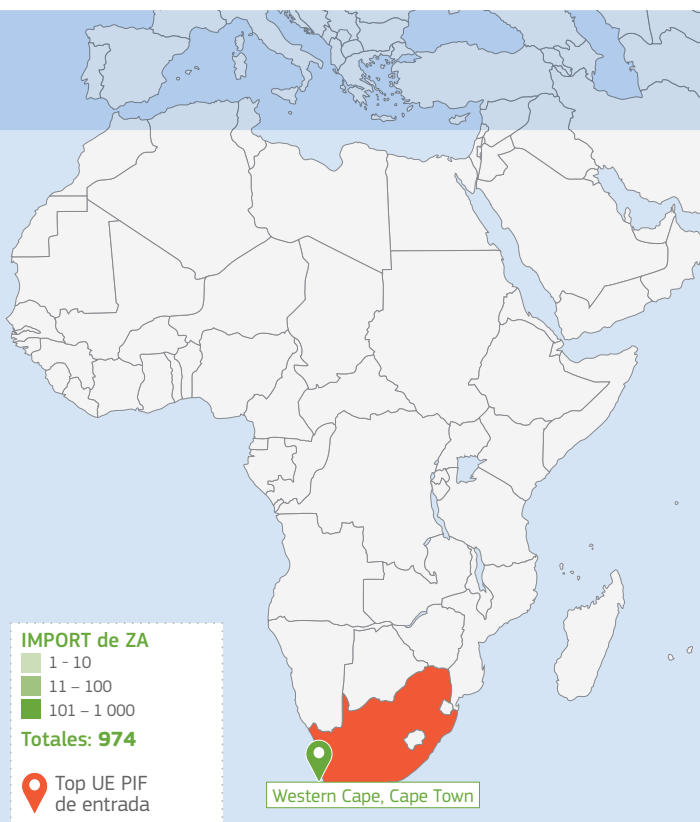 IMPORT de ZA
1 - 10
11 – 100
101 – 1 000
Totales: 974
Top UE PIF
de entrada
Western Cape, Cape Town